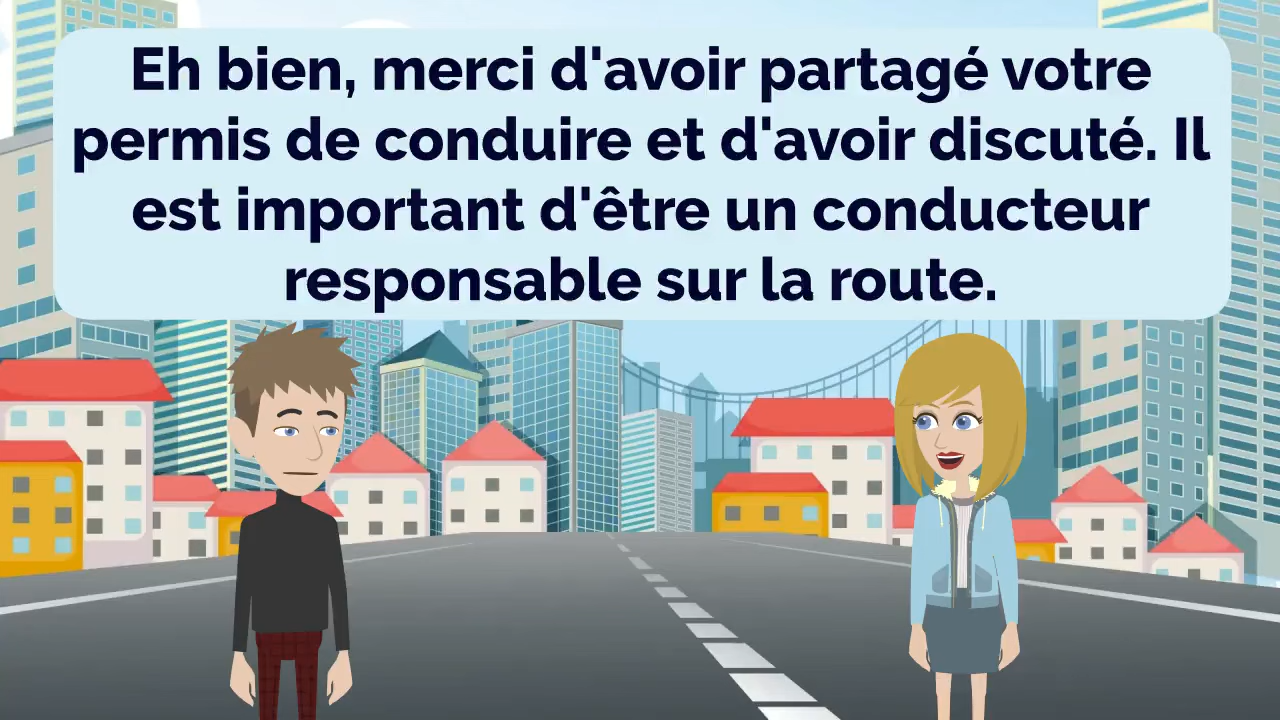 Eh bien, merci d'avoir partagé votre
permis de conduire et d'avoir discuté. Il
est important d'être un conducteur
responsable sur la route.